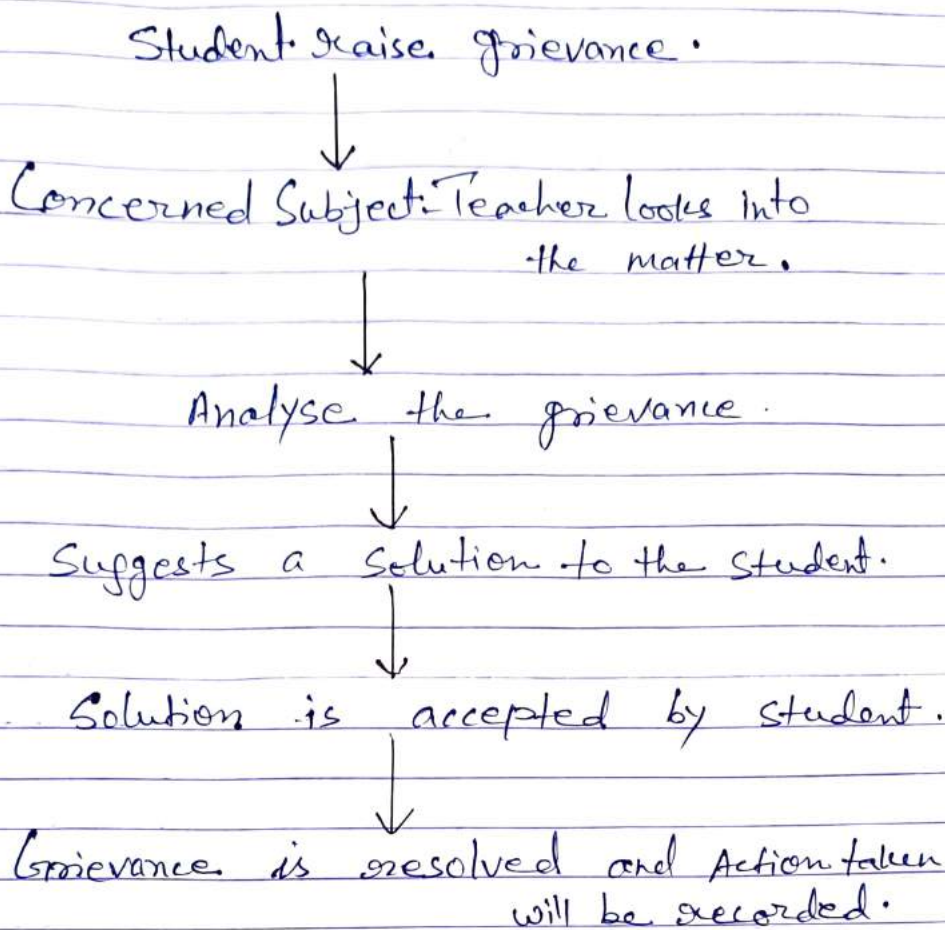 Student raise grievance.
Concerned Subject Teacher looks into
the matter.
Analyse the grievance.
Suggests a solution to the student.
Solution is accepted by student.
Grievance is resolved and Action taken
will be recorded.